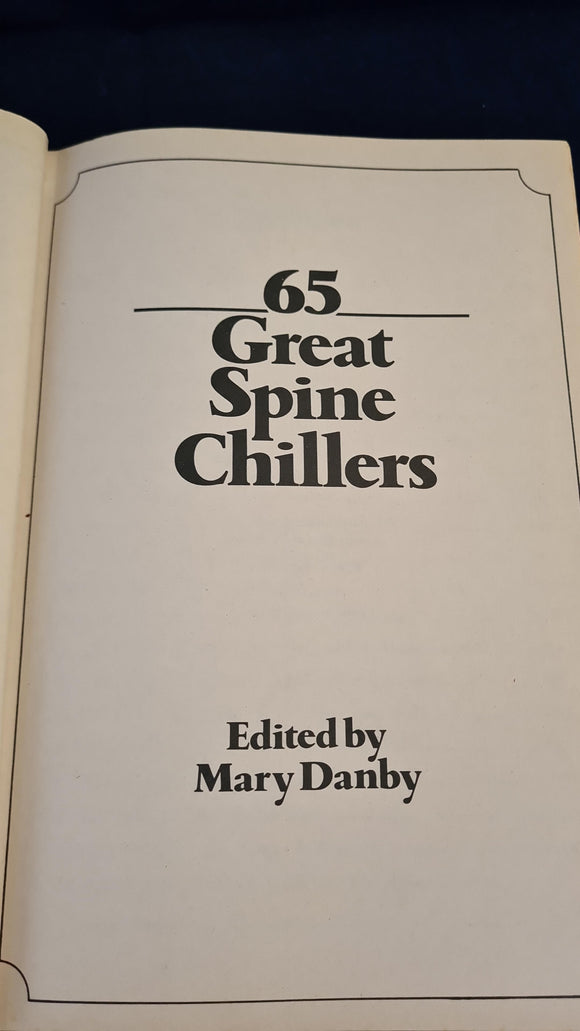 65
Great
Spine
Chillers
Edited by
Mary Danby